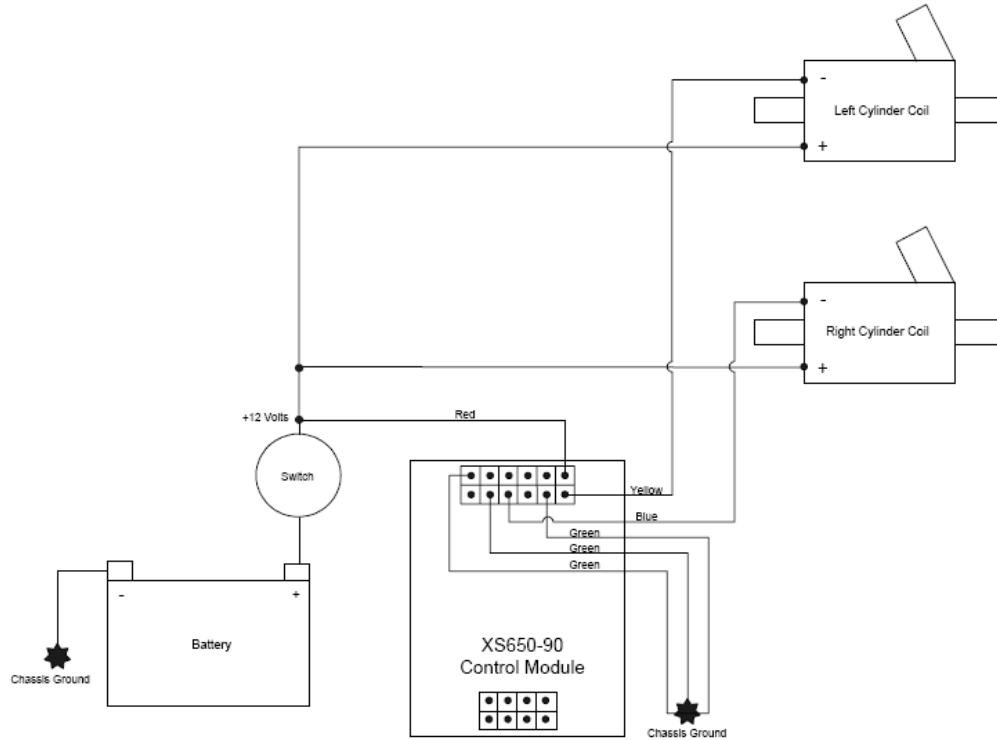 -
Left Cylinder Coil
+
-
Right Cylinder Coil
+
+12 Volts
Red
Switch
Yellow
Blue
Green
Green
Green
-
+
Battery
XS650-90
Control Module
Chassis Ground
Chassis Ground